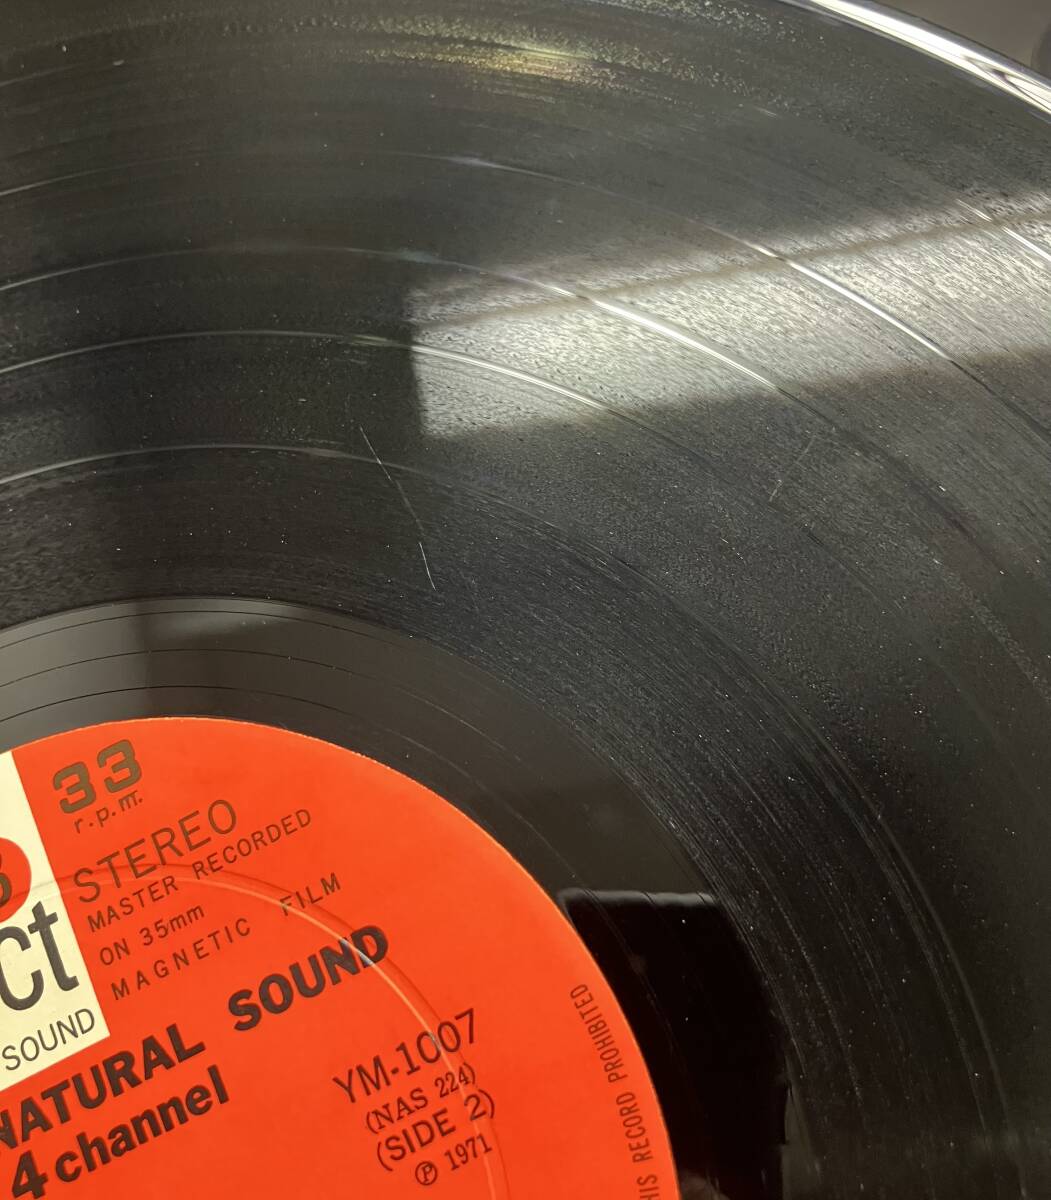 33
r.p.m.
STEREO
MASTER RECORDED
ON 35mm
MAGNETIC FILM
ct
SOUND
NATURAL SOUND
4 channel
YM-1007
(NAS 224)
(SIDE 2)
Ⓟ 1971
THIS RECORD PROHIBITED